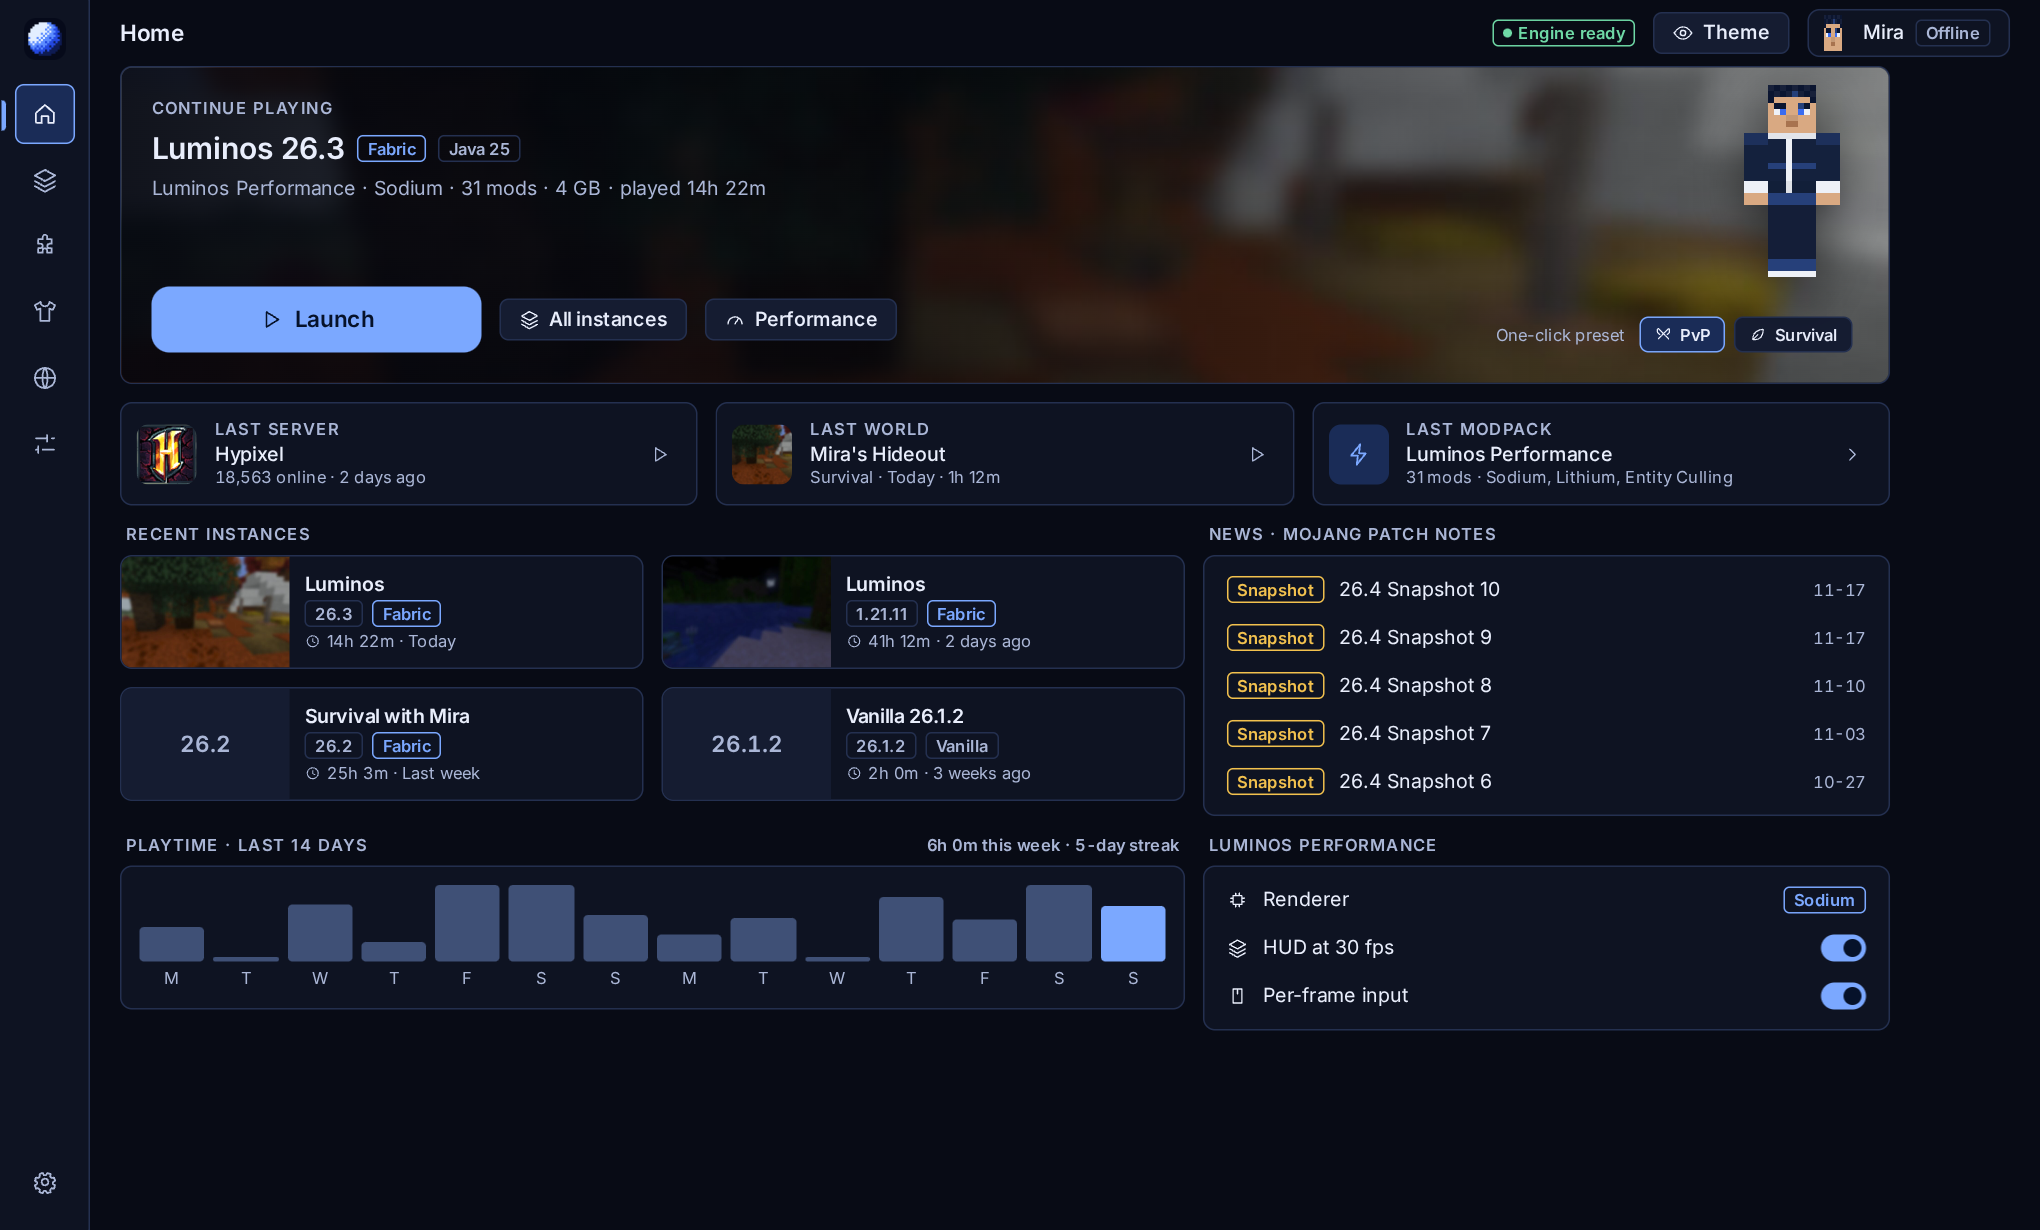 Home
Engine ready
Theme
Mira
Offline
CONTINUE PLAYING
Luminos 26.3
Fabric
Java 25
Luminos Performance · Sodium · 31 mods · 4 GB · played 14h 22m
Launch
All instances
Performance
One-click preset
PvP
Survival
LAST SERVER
Hypixel
18,563 online · 2 days ago
LAST WORLD
Mira's Hideout
Survival · Today · 1h 12m
LAST MODPACK
Luminos Performance
31 mods · Sodium, Lithium, Entity Culling
RECENT INSTANCES
Luminos
26.3
Fabric
14h 22m · Today
Luminos
1.21.11
Fabric
41h 12m · 2 days ago
26.2
Survival with Mira
26.2
Fabric
25h 3m · Last week
26.1.2
Vanilla 26.1.2
26.1.2
Vanilla
2h 0m · 3 weeks ago
NEWS · MOJANG PATCH NOTES
Snapshot 26.4 Snapshot 10 11-17
Snapshot 26.4 Snapshot 9 11-17
Snapshot 26.4 Snapshot 8 11-10
Snapshot 26.4 Snapshot 7 11-03
Snapshot 26.4 Snapshot 6 10-27
PLAYTIME · LAST 14 DAYS
6h 0m this week · 5-day streak
M T W T F S S M T W T F S S
LUMINOS PERFORMANCE
Renderer
Sodium
HUD at 30 fps
Per-frame input